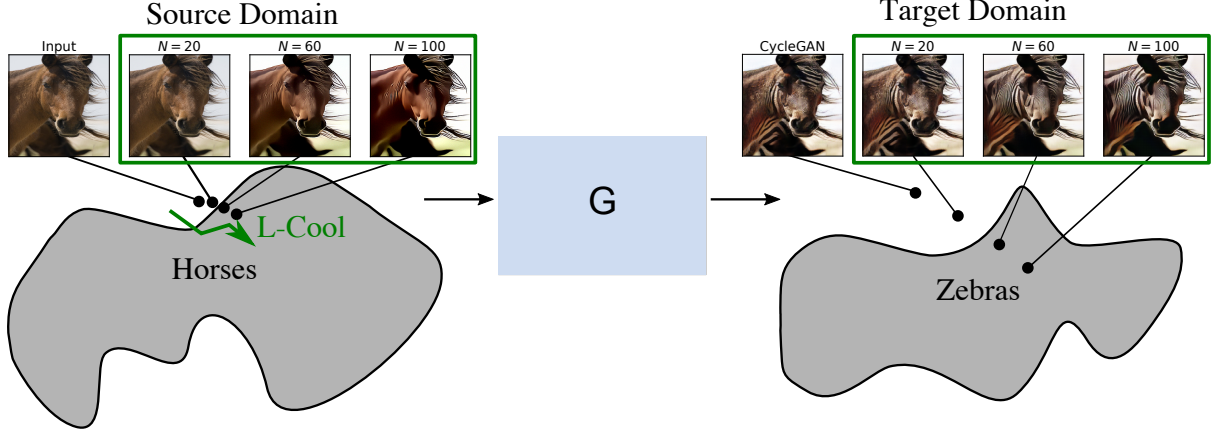 Source Domain
Input
N = 20
N = 60
N = 100
L-Cool
Horses
G
Target Domain
CycleGAN
N = 20
N = 60
N = 100
Zebras